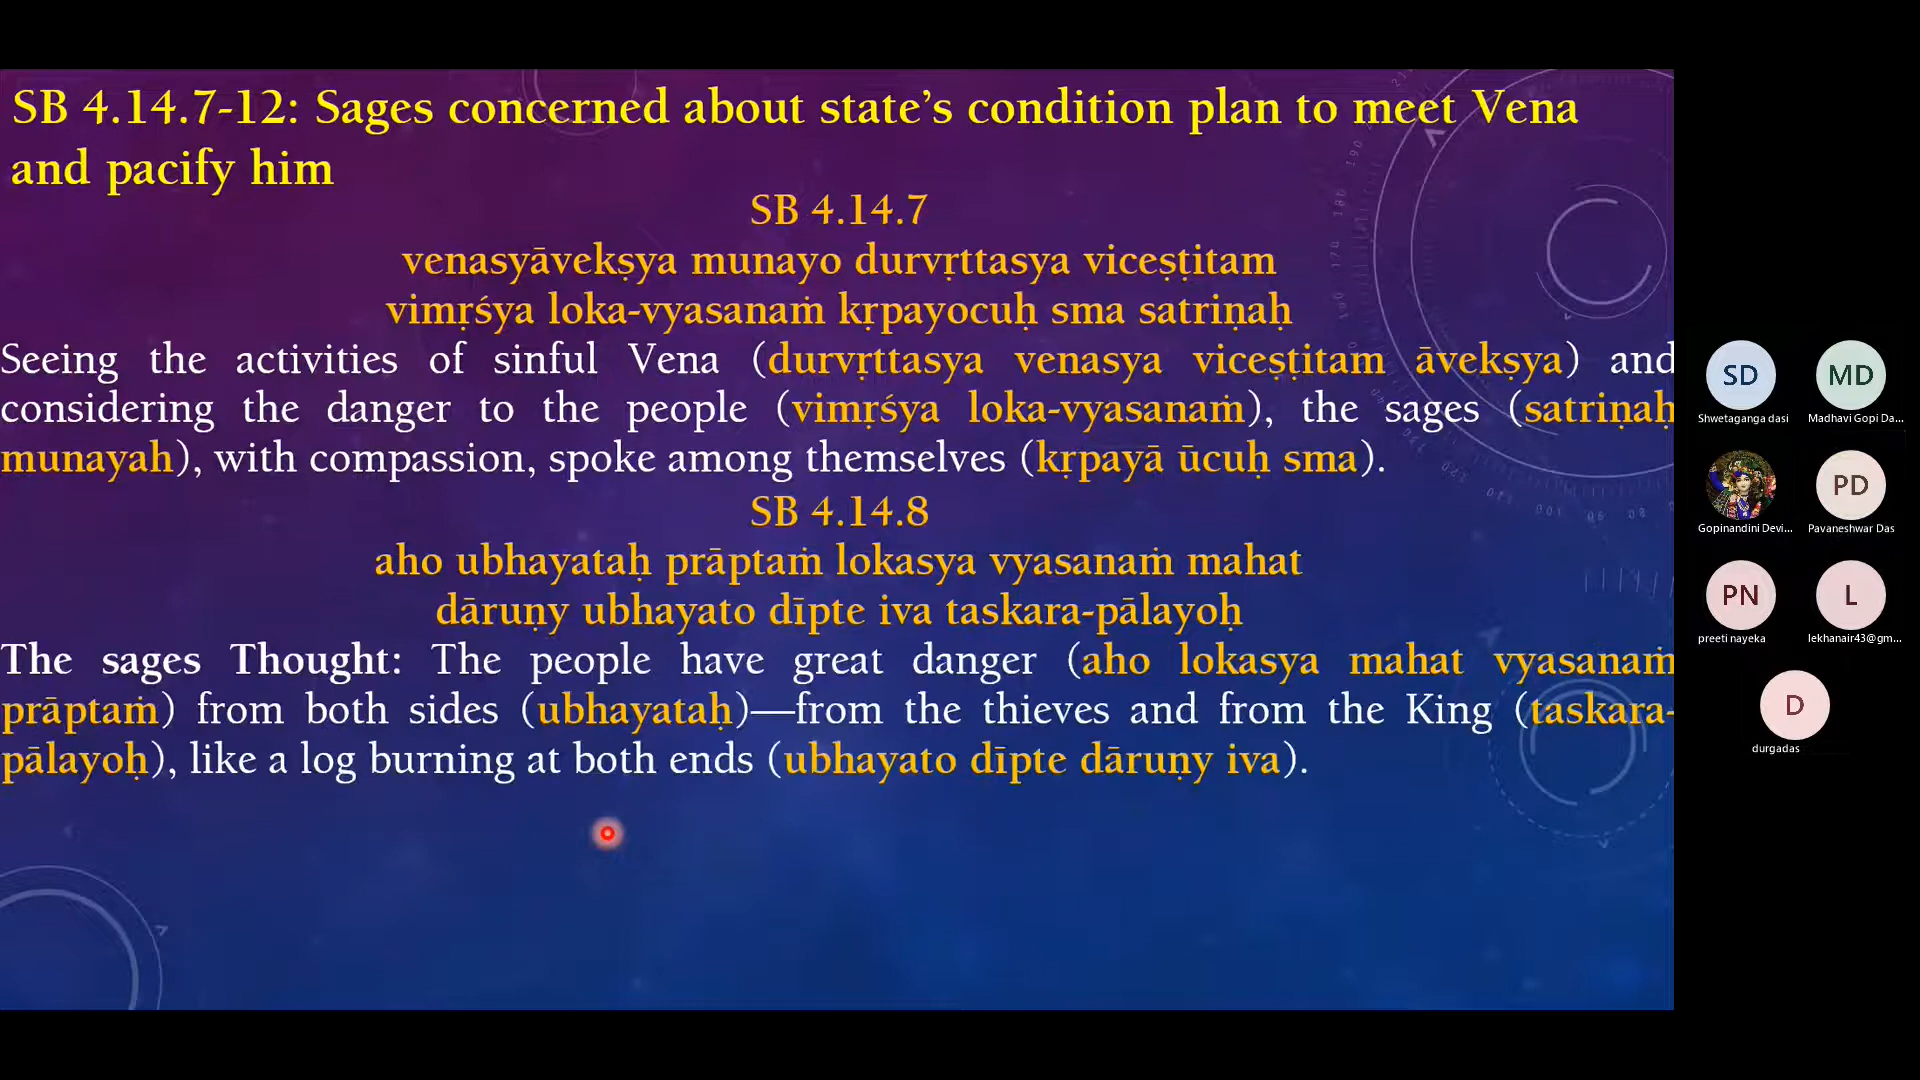 SB 4.14.7-12: Sages concerned about state’s condition plan to meet Vena
and pacify him
SB 4.14.7
venasyāvekṣya munayo durvṛttasya viceṣṭitam
vimṛśya loka-vyasanaṁ kṛpayocuḥ sma satriṇaḥ
Seeing the activities of sinful Vena (durvṛttasya venasya viceṣṭitam āvekṣya) and
considering the danger to the people (vimṛśya loka-vyasanaṁ), the sages (satriṇaḥ
munayah), with compassion, spoke among themselves (kṛpayā ūcuḥ sma).
SB 4.14.8
aho ubhayataḥ prāptaṁ lokasya vyasanaṁ mahat
dāruṇy ubhayato dīpte iva taskara-pālayoḥ
The sages Thought: The people have great danger (aho lokasya mahat vyasanaṁ
prāptaṁ) from both sides (ubhayataḥ)—from the thieves and from the King (taskara-
pālayoḥ), like a log burning at both ends (ubhayato dīpte dāruṇy iva).
SD
Shwetaganga dasi
MD
Madhavi Gopi Da...
Gopinandini Devi...
PD
Pavaneshwar Das
PN
preeti nayeka
L
lekhanair43@gm...
D
durgadas